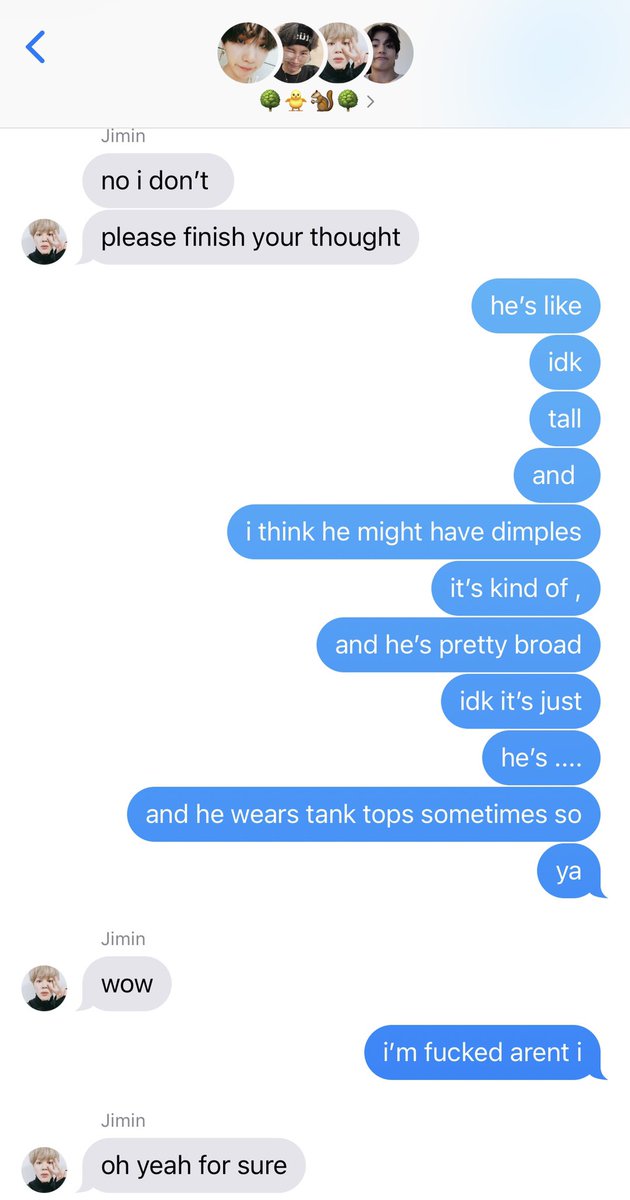 🌳🐥🐿️🌳
Jimin
no i don't
please finish your thought
he's like
idk
tall
and
i think he might have dimples
it's kind of ,
and he's pretty broad
idk it's just
he's ....
and he wears tank tops sometimes so
ya
Jimin
wow
i'm fucked arent i
Jimin
oh yeah for sure